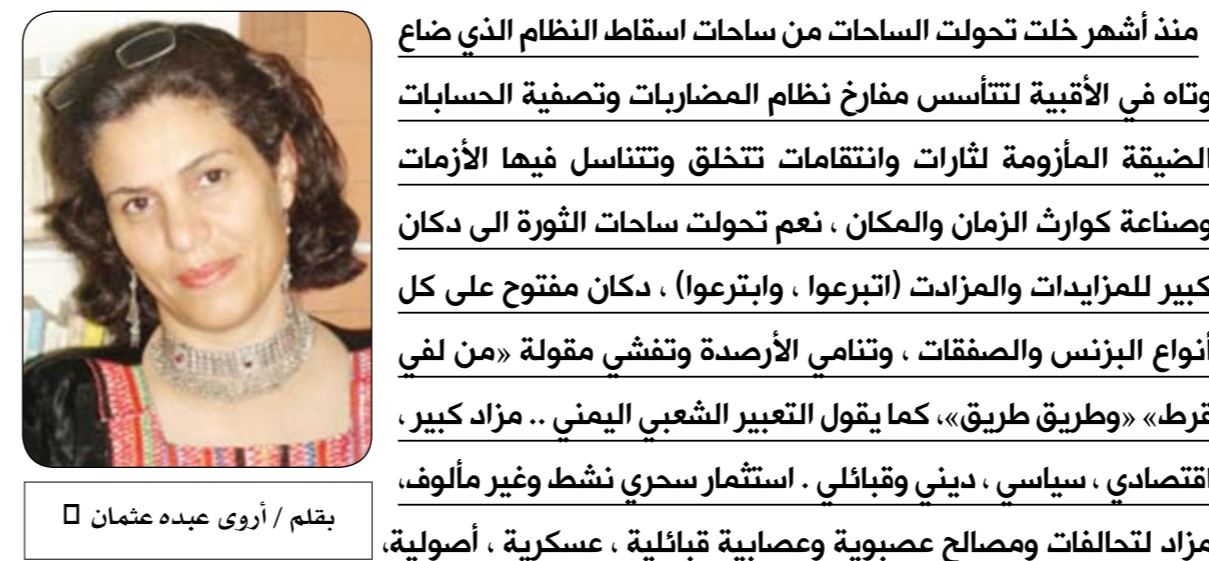 منذ أشهر خلت تحولت الساحات من ساحات اسقاط النظام الذي ضاع
وتاه في الأقبية لتتأسس مفارخ نظام المضاربات وتصفية الحسابات
الضيقة المأزومة لثارات وانتقامات تتخلق وتتناسل فيها الأزمات
وصناعة كوارث الزمان والمكان ، نعم تحولت ساحات الثورة الى دكان
كبير للمزايدات والمزادت (اتبرعوا ، وابترعوا) ، دكان مفتوح على كل
أنواع البزنس والصفقات ، وتنامي الأرصدة وتفشي مقولة «من لفي
قرط» «وطريق طريق»، كما يقول التعبير الشعبي اليمني .. مزاد كبير ،
اقتصادي ، سياسي ، ديني وقبائلي . استثمار سحري نشط وغير مألوف،
مزاد لتحالفات ومصالح عصبوية وعصابية قبائلية ، عسكرية ، أصولية،
بقلم / أروى عبده عثمان